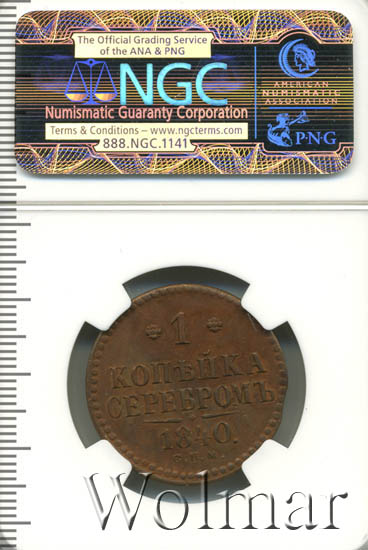 The Official Grading Service
of the ANA & PNG
NGC
Numismatic Guaranty Corporation
Terms & Conditions – www.ngcterms.com
888.NGC.1141
AMERICAN
NUMISMATIC
ASSOCIATION
P·N·G
1
КОПѢЙКА
СЕРЕБРОМЪ
1840.
Wolmar